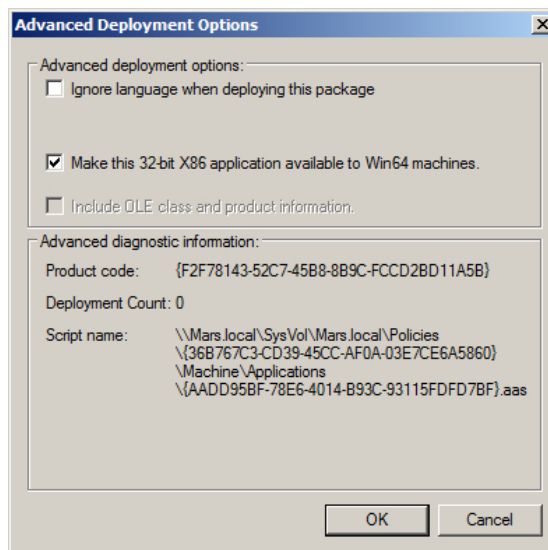 Advanced Deployment Options
Advanced deployment options:
Ignore language when deploying this package
Make this 32-bit X86 application available to Win64 machines.
Include OLE class and product information.
Advanced diagnostic information:
Product code: {F2F78143-52C7-45B8-8B9C-FCCD2BD11A5B}
Deployment Count: 0
Script name: \\Mars.local\SysVol\Mars.local\Policies
\{36B767C3-CD39-45CC-AF0A-03E7CE6A5860}
\Machine\Applications
\{AADD95BF-78E6-4014-B93C-93115FDFD7BF}.aas
OK Cancel